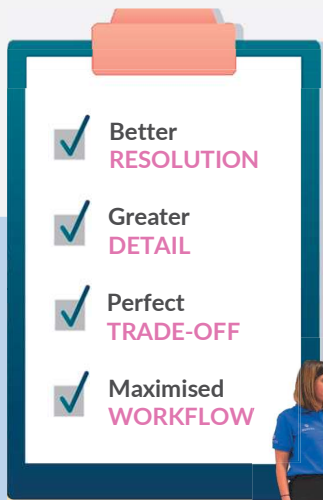 Better
RESOLUTION
Greater
DETAIL
Perfect
TRADE-OFF
Maximised
WORKFLOW